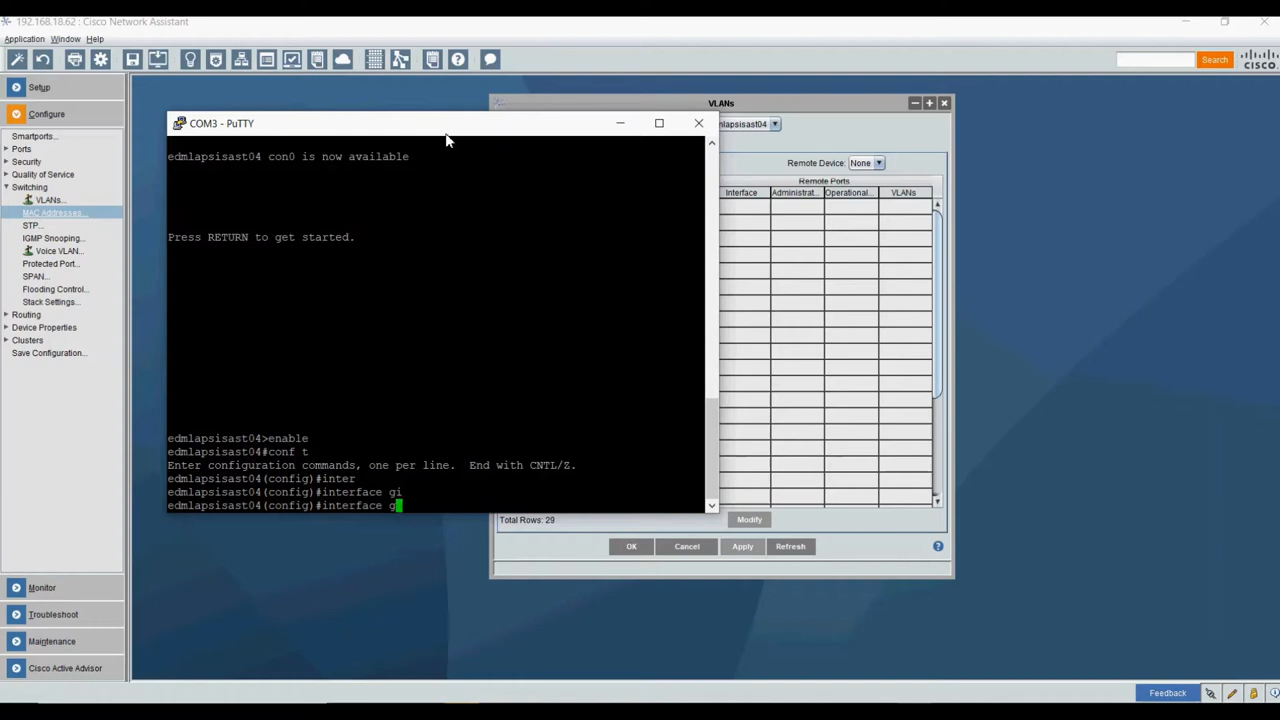 192.168.18.62 : Cisco Network Assistant
Application Window Help
Search
CISCO
Setup
Configure
Smartports...
Ports
Security
Quality of Service
Switching
VLANs...
MAC Addresses...
STP...
IGMP Snooping...
Voice VLAN...
Protected Port...
SPAN...
Flooding Control...
Stack Settings...
Routing
Device Properties
Clusters
Save Configuration...
Monitor
Troubleshoot
Maintenance
Cisco Active Advisor
VLANs
mlapsisast04
Remote Device: None
Remote Ports
Interface Administrat... Operational... VLANs
Total Rows: 29
Modify
OK Cancel Apply Refresh
COM3 - PuTTY
edmlapsisast04 con0 is now available
Press RETURN to get started.
edmlapsisast04>enable
edmlapsisast04#conf t
Enter configuration commands, one per line.  End with CNTL/Z.
edmlapsisast04(config)#inter
edmlapsisast04(config)#interface gi
edmlapsisast04(config)#interface g
Feedback